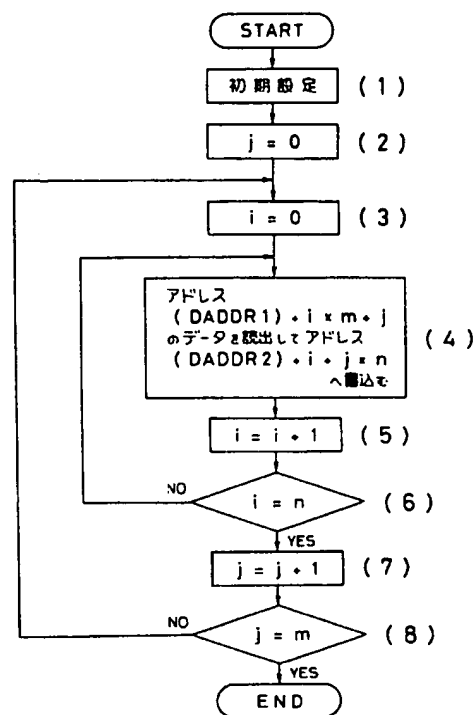 START
初期設定 (1)
j = 0 (2)
i = 0 (3)
アドレス
(DADDR1) + i × m + j
のデータを読出してアドレス (4)
(DADDR2) + i + j × n
へ書込む
i = i + 1 (5)
NO i = n (6)
YES
j = j + 1 (7)
NO j = m (8)
YES
END